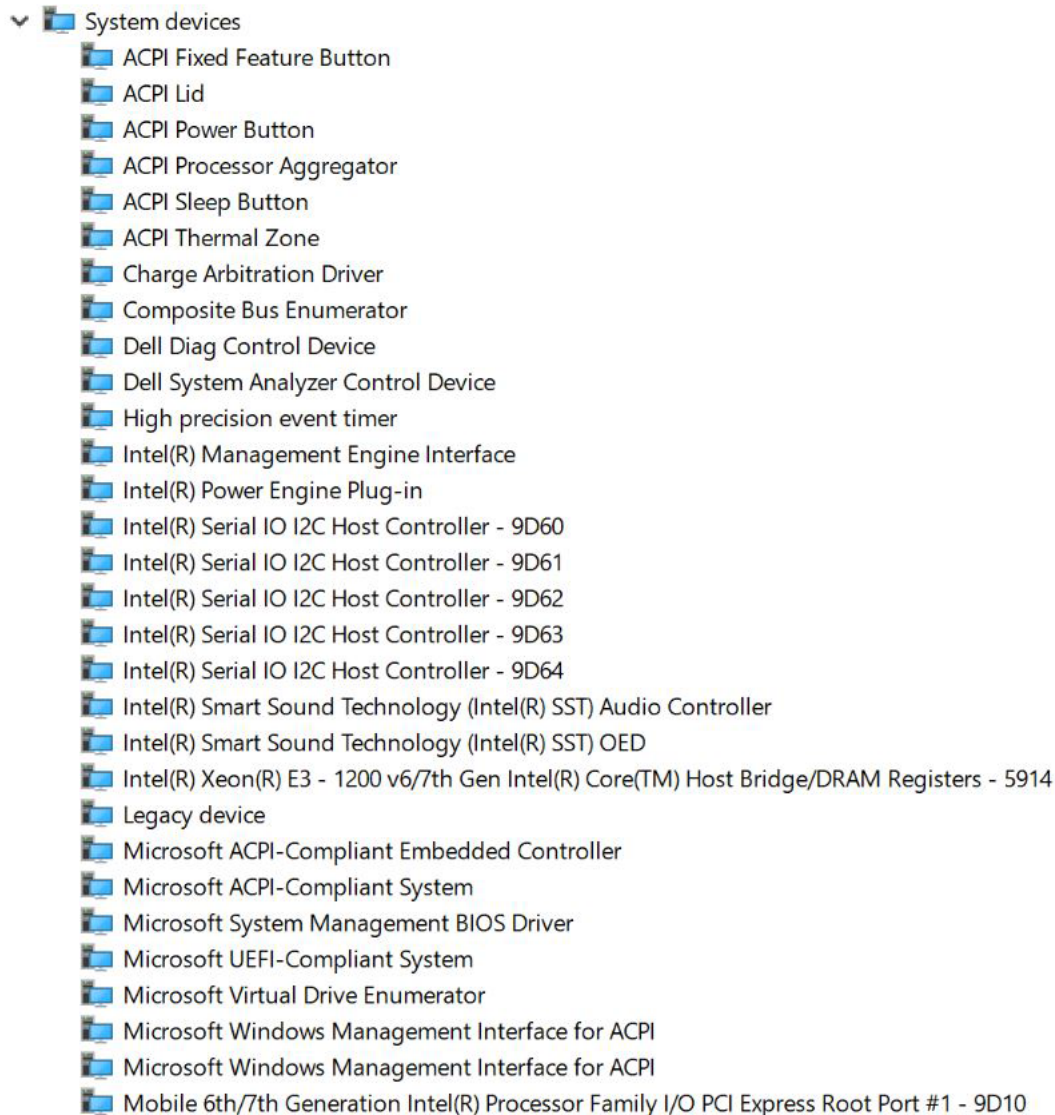 System devices
ACPI Fixed Feature Button
ACPI Lid
ACPI Power Button
ACPI Processor Aggregator
ACPI Sleep Button
ACPI Thermal Zone
Charge Arbitration Driver
Composite Bus Enumerator
Dell Diag Control Device
Dell System Analyzer Control Device
High precision event timer
Intel(R) Management Engine Interface
Intel(R) Power Engine Plug-in
Intel(R) Serial IO I2C Host Controller - 9D60
Intel(R) Serial IO I2C Host Controller - 9D61
Intel(R) Serial IO I2C Host Controller - 9D62
Intel(R) Serial IO I2C Host Controller - 9D63
Intel(R) Serial IO I2C Host Controller - 9D64
Intel(R) Smart Sound Technology (Intel(R) SST) Audio Controller
Intel(R) Smart Sound Technology (Intel(R) SST) OED
Intel(R) Xeon(R) E3 - 1200 v6/7th Gen Intel(R) Core(TM) Host Bridge/DRAM Registers - 5914
Legacy device
Microsoft ACPI-Compliant Embedded Controller
Microsoft ACPI-Compliant System
Microsoft System Management BIOS Driver
Microsoft UEFI-Compliant System
Microsoft Virtual Drive Enumerator
Microsoft Windows Management Interface for ACPI
Microsoft Windows Management Interface for ACPI
Mobile 6th/7th Generation Intel(R) Processor Family I/O PCI Express Root Port #1 - 9D10